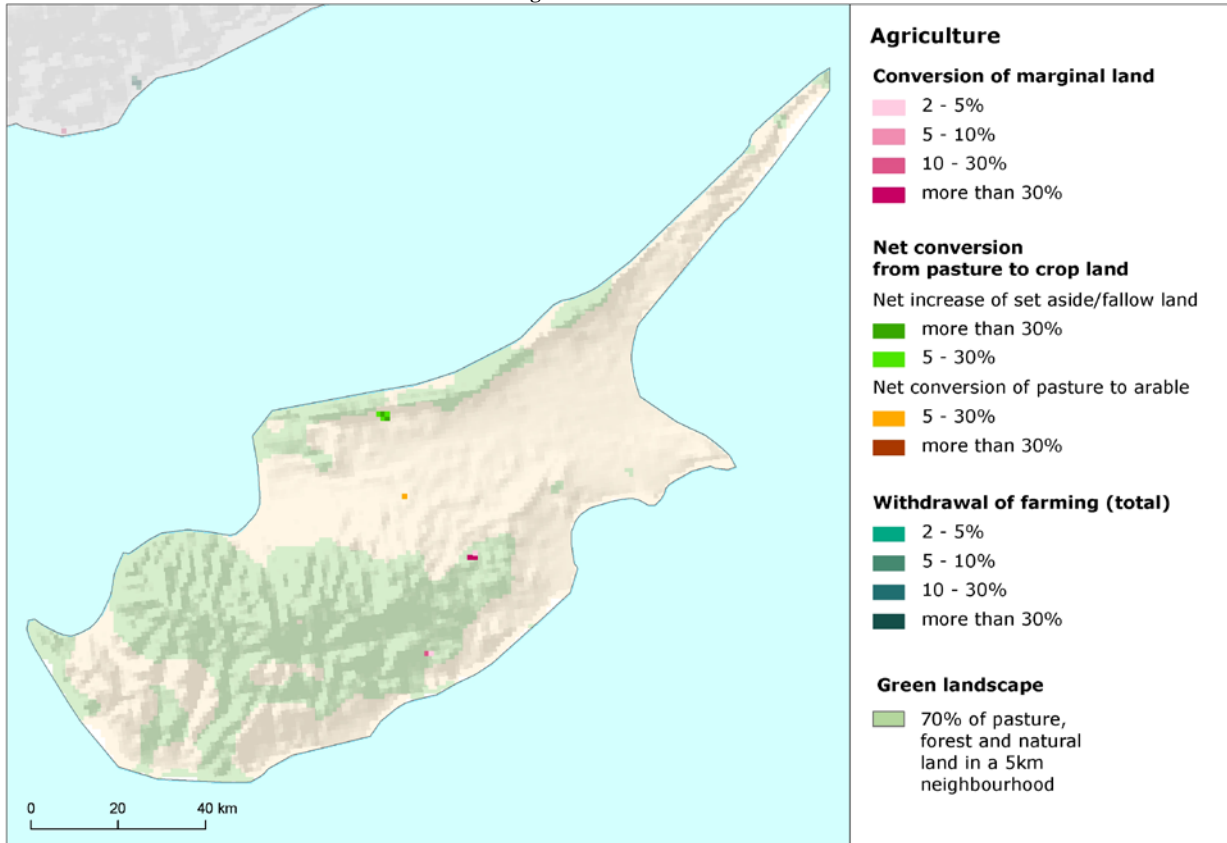 Agriculture
Conversion of marginal land
2 - 5%
5 - 10%
10 - 30%
more than 30%
Net conversion
from pasture to crop land
Net increase of set aside/fallow land
more than 30%
5 - 30%
Net conversion of pasture to arable
5 - 30%
more than 30%
Withdrawal of farming (total)
2 - 5%
5 - 10%
10 - 30%
more than 30%
Green landscape
70% of pasture,
forest and natural
land in a 5km
neighbourhood
0 20 40 km